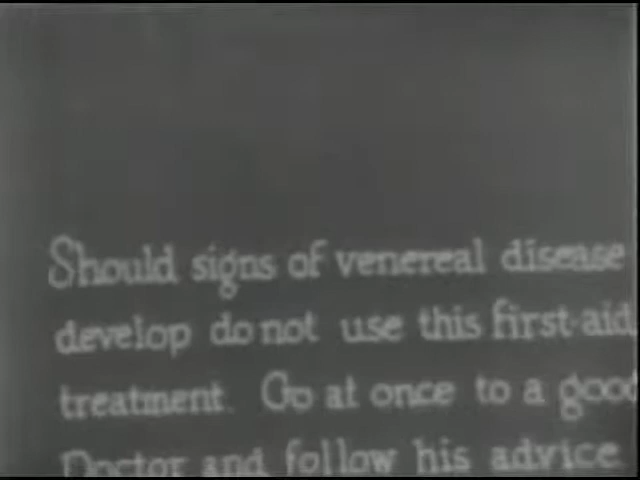 Should signs of venereal disease
develop do not use this first-aid
treatment. Go at once to a good
Doctor and follow his advice